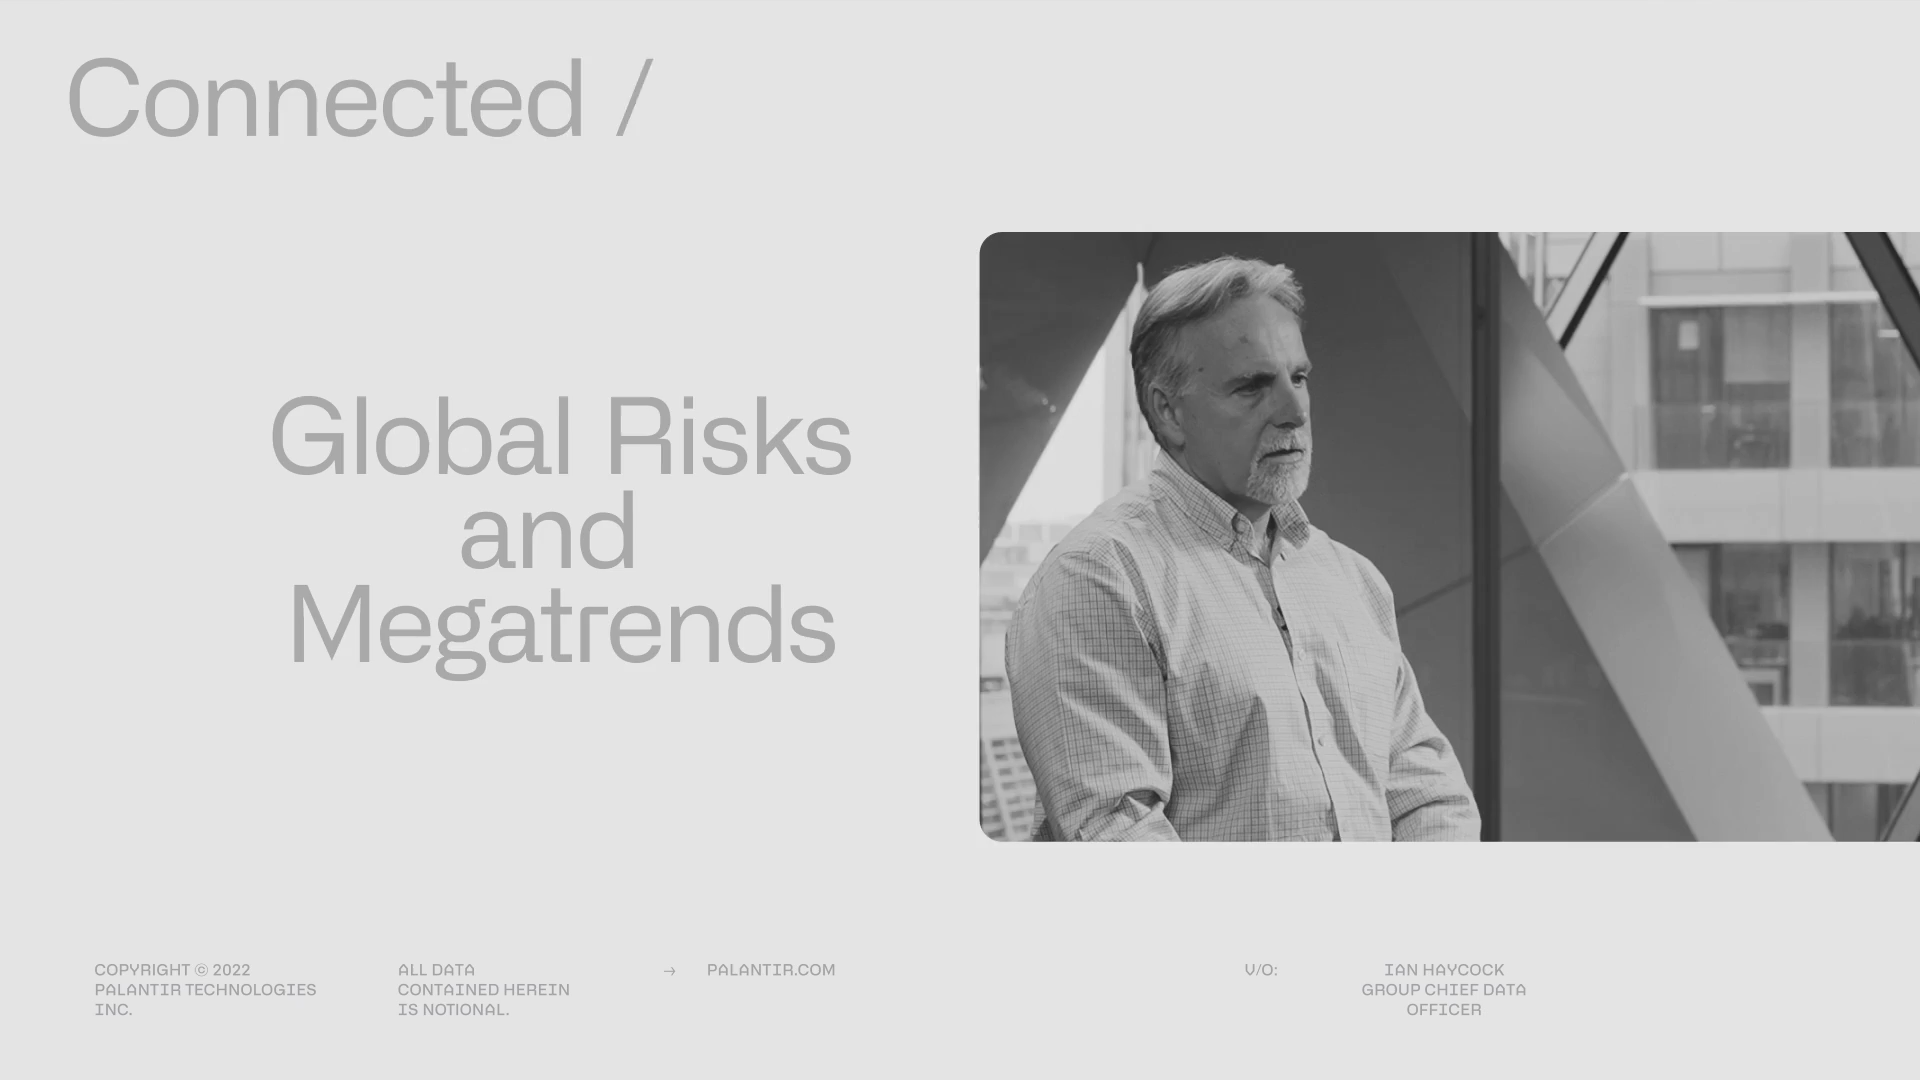 Connected /
Global Risks
and
Megatrends
COPYRIGHT © 2022
PALANTIR TECHNOLOGIES
INC.
ALL DATA
CONTAINED HEREIN
IS NOTIONAL.
→ PALANTIR.COM
V/O:
IAN HAYCOCK
GROUP CHIEF DATA
OFFICER